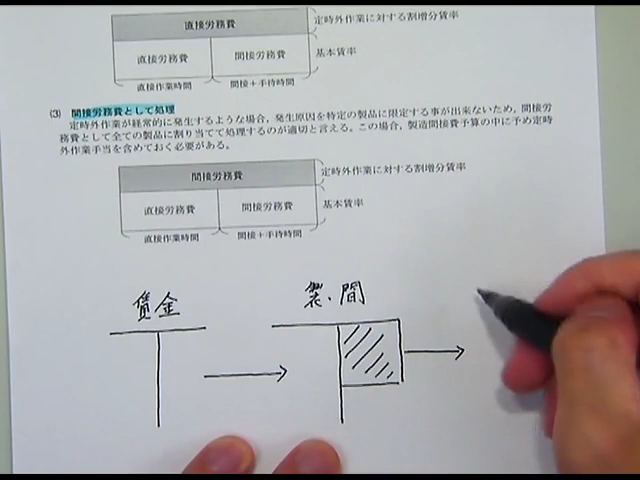 直接労務費
定時外作業に対する割増分賃率
直接労務費
間接労務費
基本賃率
直接作業時間
間接+手待時間
(3) 間接労務費として処理
定時外作業が経常的に発生するような場合,発生原因を特定の製品に限定する事が出来ないため,間接労
務費として全ての製品に割り当てて処理するのが適切と言える。この場合,製造間接費予算の中に予め定時
外作業手当を含めておく必要がある。
間接労務費
定時外作業に対する割増分賃率
直接労務費
間接労務費
基本賃率
直接作業時間
間接+手待時間
賃金
製・間